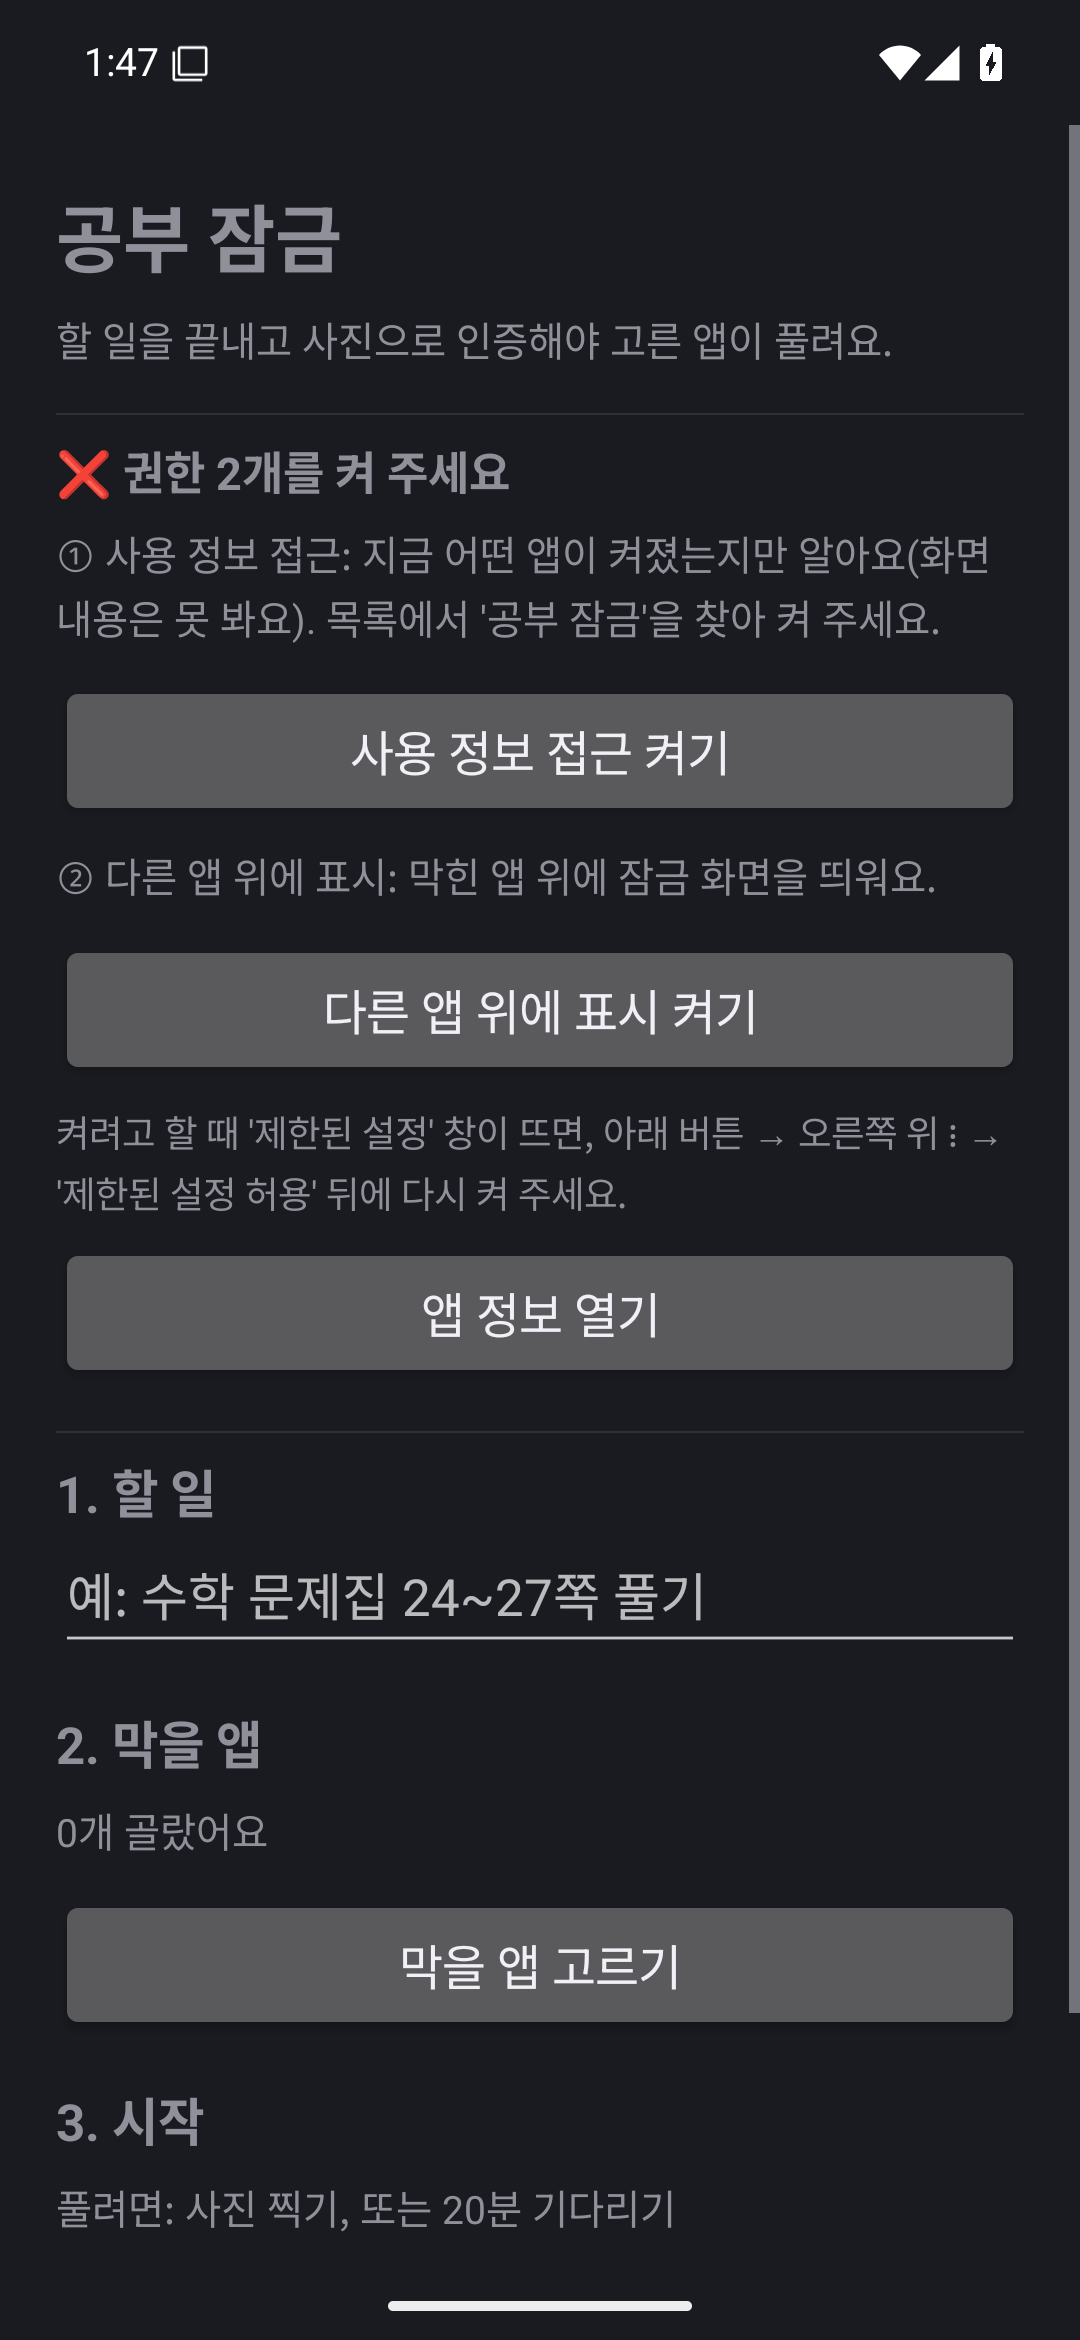 1:47
공부 잠금
할 일을 끝내고 사진으로 인증해야 고른 앱이 풀려요.
❌ 권한 2개를 켜 주세요
① 사용 정보 접근: 지금 어떤 앱이 켜졌는지만 알아요(화면
내용은 못 봐요). 목록에서 '공부 잠금'을 찾아 켜 주세요.
사용 정보 접근 켜기
② 다른 앱 위에 표시: 막힌 앱 위에 잠금 화면을 띄워요.
다른 앱 위에 표시 켜기
켜려고 할 때 '제한된 설정' 창이 뜨면, 아래 버튼 → 오른쪽 위 ⋮ →
'제한된 설정 허용' 뒤에 다시 켜 주세요.
앱 정보 열기
1. 할 일
예: 수학 문제집 24~27쪽 풀기
2. 막을 앱
0개 골랐어요
막을 앱 고르기
3. 시작
풀려면: 사진 찍기, 또는 20분 기다리기